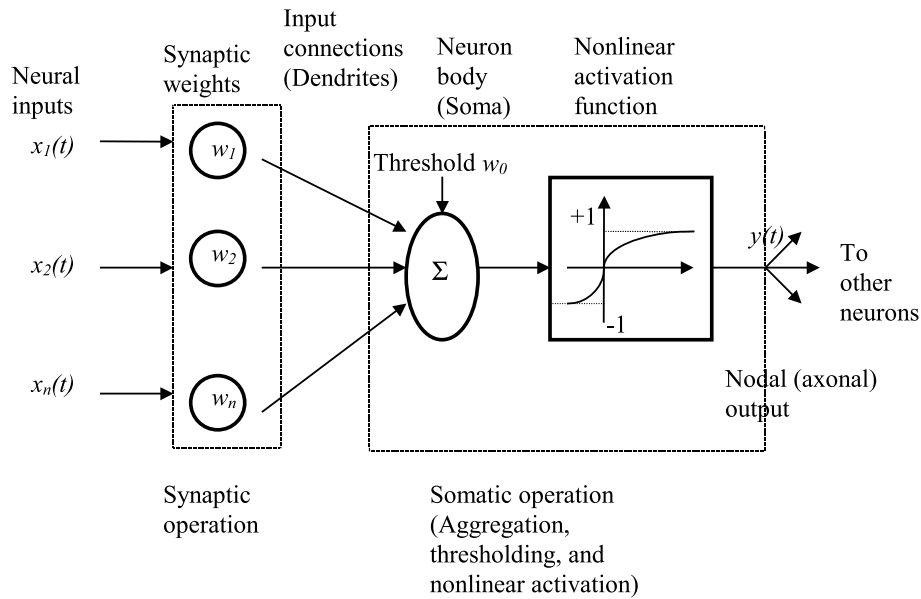 Neural
inputs
x1(t)
x2(t)
xn(t)
Synaptic
weights
w1
w2
wn
Input
connections
(Dendrites)
Neuron
body
(Soma)
Nonlinear
activation
function
Threshold w0
Σ
+1
-1
y(t)
To
other
neurons
Nodal (axonal)
output
Synaptic
operation
Somatic operation
(Aggregation,
thresholding, and
nonlinear activation)